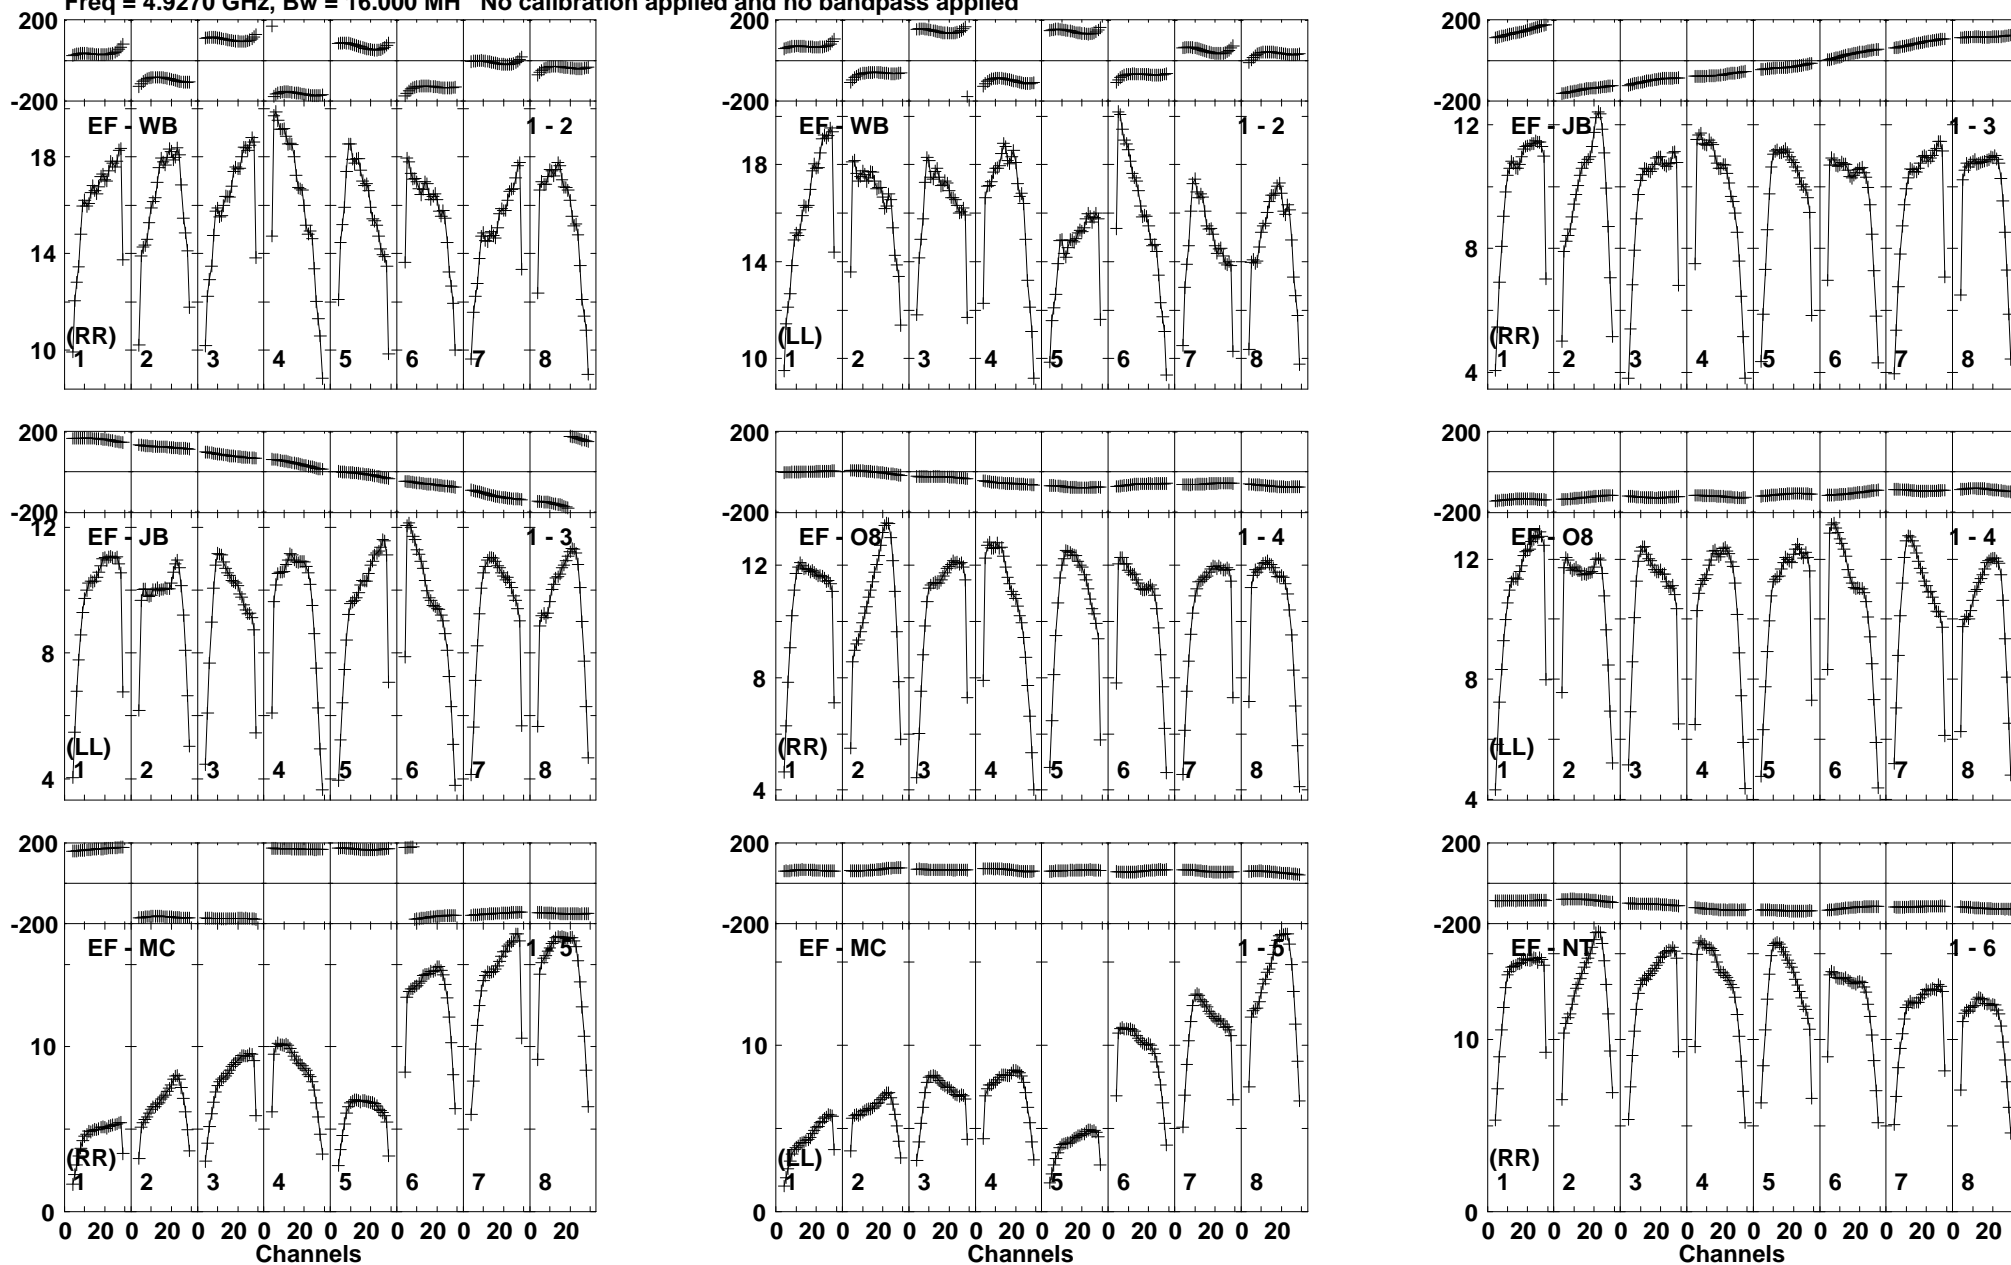 Freq = 4.9270 GHz, Bw = 16.000 MH No calibration applied and no bandpass applied
200
-200
EF - WB 1 - 2
18
14
10
(RR)
1 2 3 4 5 6 7 8
200
-200
EF - WB 1 - 2
18
14
10
(LL)
1 2 3 4 5 6 7 8
200
-200
EF - JB 1 - 3
12
8
4
(RR)
1 2 3 4 5 6 7 8
200
-200
EF - JB 1 - 3
12
8
4
(LL)
1 2 3 4 5 6 7 8
200
-200
EF - O8 1 - 4
12
8
4
(RR)
1 2 3 4 5 6 7 8
200
-200
EF - O8 1 - 4
12
8
4
(LL)
1 2 3 4 5 6 7 8
200
-200
EF - MC 1 - 5
10
0
(RR)
1 2 3 4 5 6 7 8
0 20 0 20 0 20 0 20 0 20 0 20 0 20 0 20
Channels
200
-200
EF - MC 1 - 5
10
0
(LL)
1 2 3 4 5 6 7 8
0 20 0 20 0 20 0 20 0 20 0 20 0 20 0 20
Channels
200
-200
EF - NT 1 - 6
10
0
(RR)
1 2 3 4 5 6 7 8
0 20 0 20 0 20 0 20 0 20 0 20 0 20 0 20
Channels